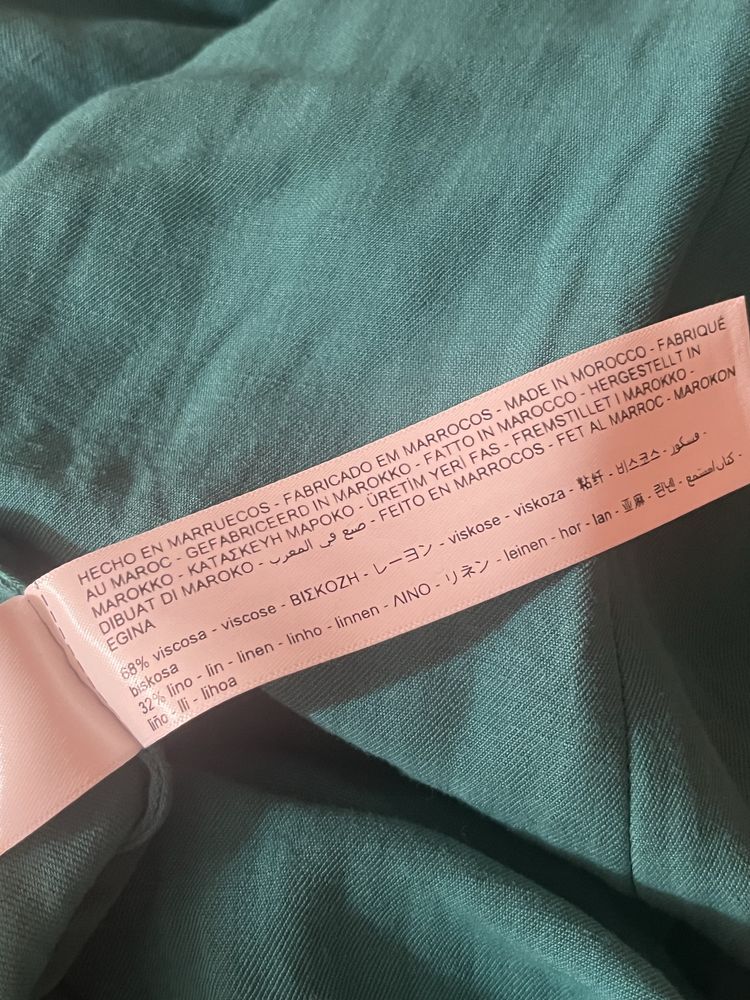 HECHO EN MARRUECOS - FABRICADO EM MARROCOS - MADE IN MOROCCO - FABRIQUÉ
AU MAROC - GEFABRICEERD IN MAROKKO - FATTO IN MAROCCO - HERGESTELLT IN
MAROKKO - ΚΑΤΑΣΚΕΥΗ ΜΑΡΟΚΟ - ÜRETİM YERİ FAS - FREMSTILLET I MAROKKO -
DIBUAT DI MAROKO - صنع في المغرب - FEITO EN MARROCOS - FET AL MARROC - MAROKON
EGINA
68% viscosa - viscose - ΒΙΣΚΟΖΗ - レーヨン - viskose - viskoza - 粘纤 - 비스코스 - فسكوز -
biskosa
32% lino - lin - linen - linho - linnen - ΛΙΝΟ - リネン - leinen - hor - lan - 亚麻 - 린넨 - كتان/مستمع -
liño - lli - lihoa